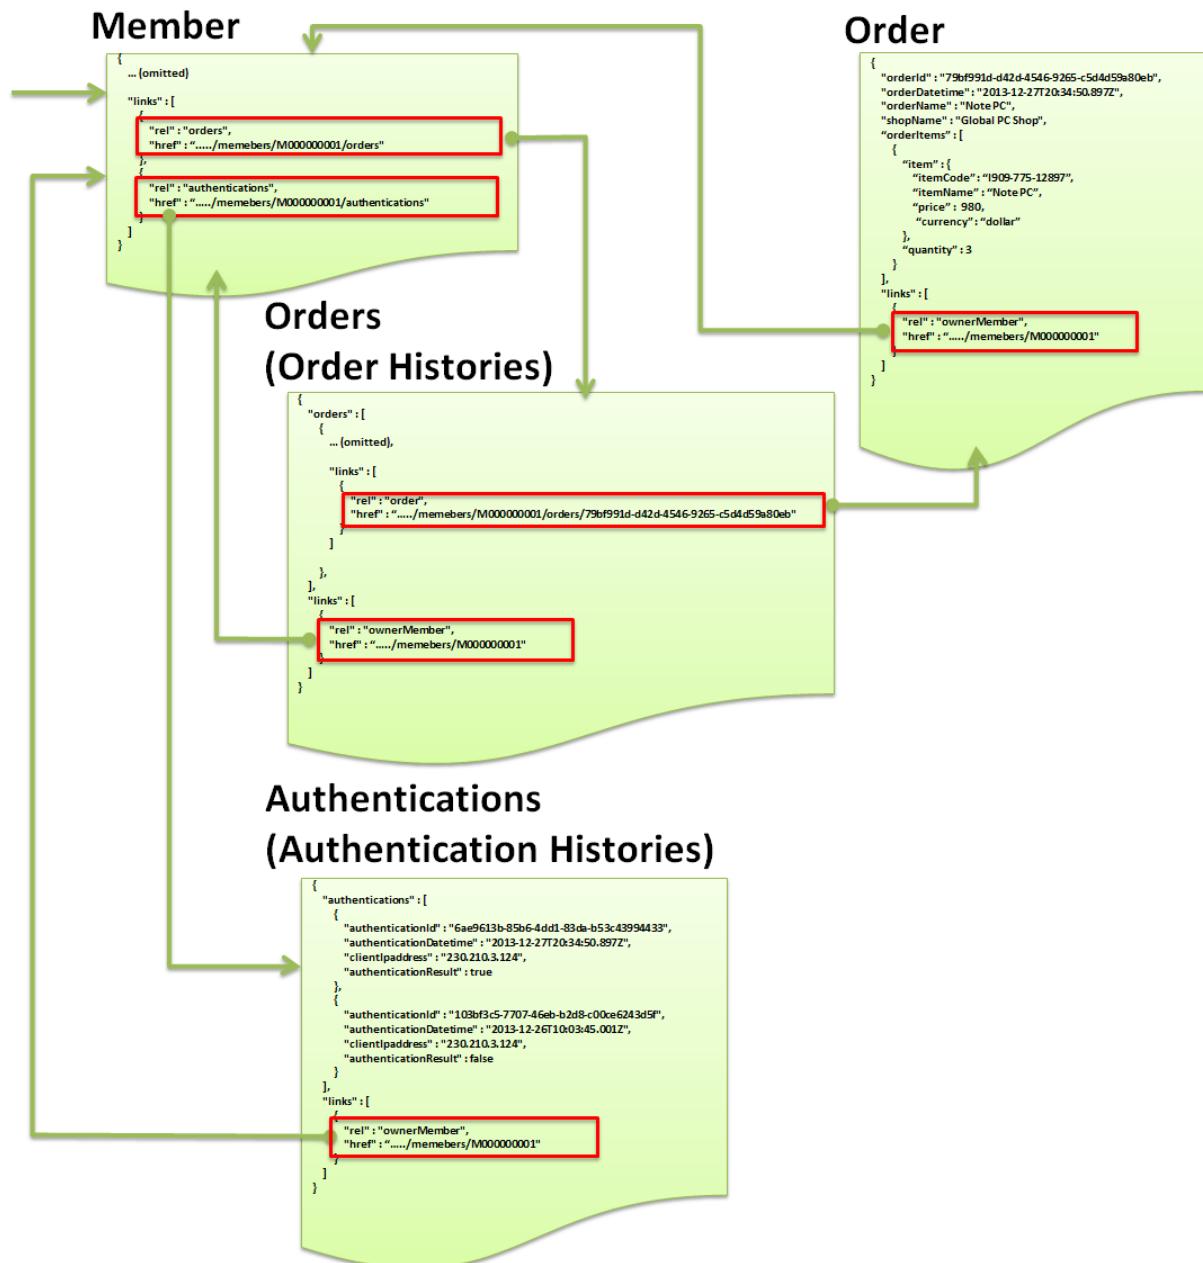 Member
{
... (omitted)
"links" : [
{
"rel" : "orders",
"href" : “...../memebers/M000000001/orders"
},
{
"rel" : "authentications",
"href" : “...../memebers/M000000001/authentications"
}
]
}
Order
{
"orderId" : "79bf991d-d42d-4546-9265-c5d4d59a80eb",
"orderDatetime" : "2013-12-27T20:34:50.897Z",
"orderName" : "Note PC",
"shopName" : "Global PC Shop",
“orderItems” : [
{
“item” : {
“itemCode” : “I909-775-12897”,
“itemName” : “Note PC”,
“price” : 980,
“currency” : “dollar”
},
“quantity” : 3
}
],
"links" : [
{
"rel" : "ownerMember",
"href" : “...../memebers/M000000001"
}
]
}
Orders
(Order Histories)
{
"orders" : [
{
... (omitted),
"links" : [
{
"rel" : "order",
"href" : “...../memebers/M000000001/orders/79bf991d-d42d-4546-9265-c5d4d59a80eb"
}
]
},
],
"links" : [
{
"rel" : "ownerMember",
"href" : “...../memebers/M000000001"
}
]
}
Authentications
(Authentication Histories)
{
"authentications" : [
{
"authenticationId" : "6ae9613b-85b6-4dd1-83da-b53c43994433",
"authenticationDatetime" : "2013-12-27T20:34:50.897Z",
"clientIpaddress" : "230.210.3.124",
"authenticationResult" : true
},
{
"authenticationId" : "103bf3c5-7707-46eb-b2d8-c00ce6243d5f",
"authenticationDatetime" : "2013-12-26T10:03:45.001Z",
"clientIpaddress" : "230.210.3.124",
"authenticationResult" : false
}
],
"links" : [
{
"rel" : "ownerMember",
"href" : “...../memebers/M000000001"
}
]
}